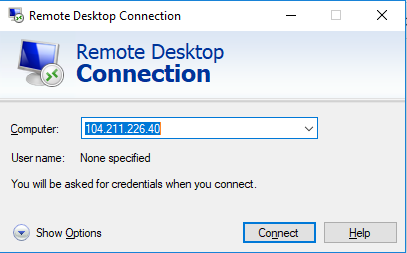 Remote Desktop Connection
Remote Desktop
Connection
Computer: 104.211.226.40
User name: None specified
You will be asked for credentials when you connect.
Show Options Connect Help